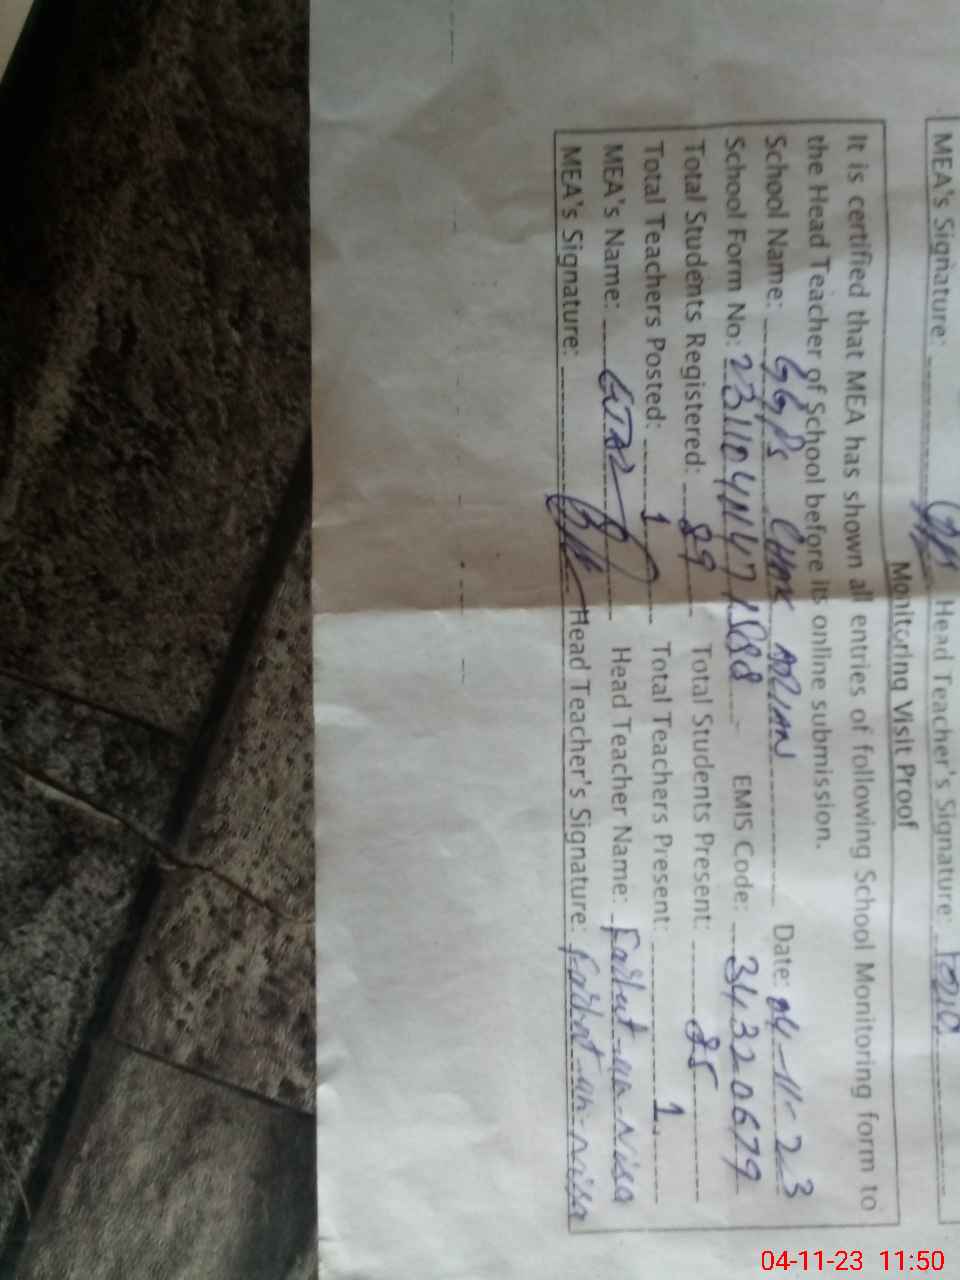 MEA's Signature: Head Teacher's Signature:
Monitoring Visit Proof
It is certified that MEA has shown all entries of following School Monitoring form to
the Head Teacher of School before its online submission.
School Name: GGPS CHAK ADLIAN Date: 04-11-23
School Form No: EMIS Code: 34320679
Total Students Registered: 89 Total Students Present: 85
Total Teachers Posted: 1 Total Teachers Present: 1.
MEA's Name: Head Teacher Name: Farhat-un-Nisa
MEA's Signature: Head Teacher's Signature: Farhat-un-nisa
04-11-23 11:50